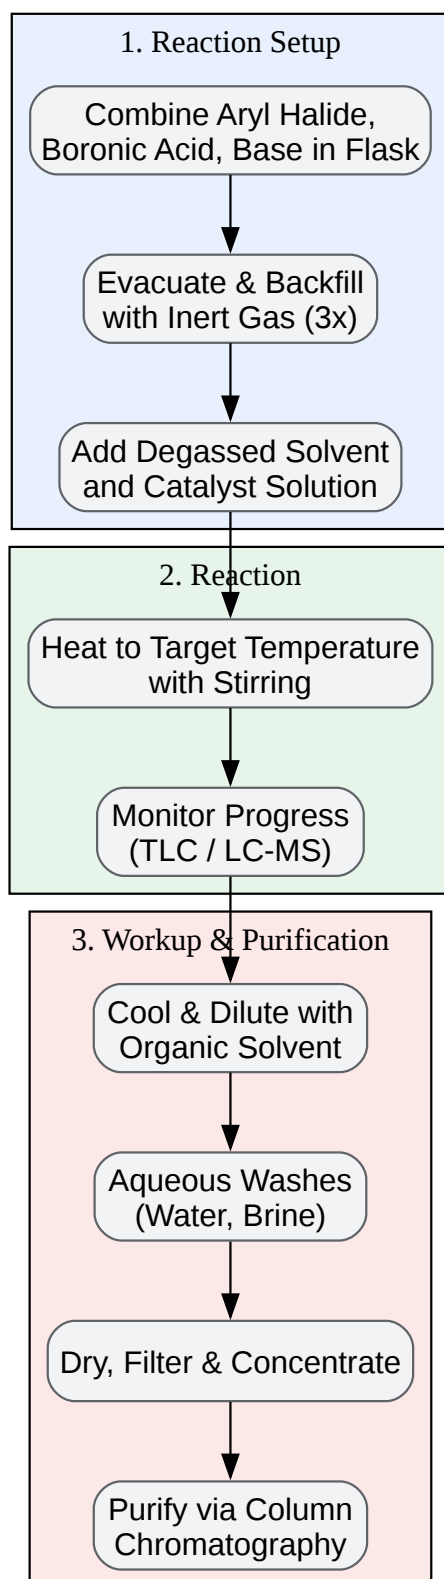 1. Reaction Setup
Combine Aryl Halide,
Boronic Acid, Base in Flask
Evacuate & Backfill
with Inert Gas (3x)
Add Degassed Solvent
and Catalyst Solution
2. Reaction
Heat to Target Temperature
with Stirring
Monitor Progress
(TLC / LC-MS)
3. Workup & Purification
Cool & Dilute with
Organic Solvent
Aqueous Washes
(Water, Brine)
Dry, Filter & Concentrate
Purify via Column
Chromatography